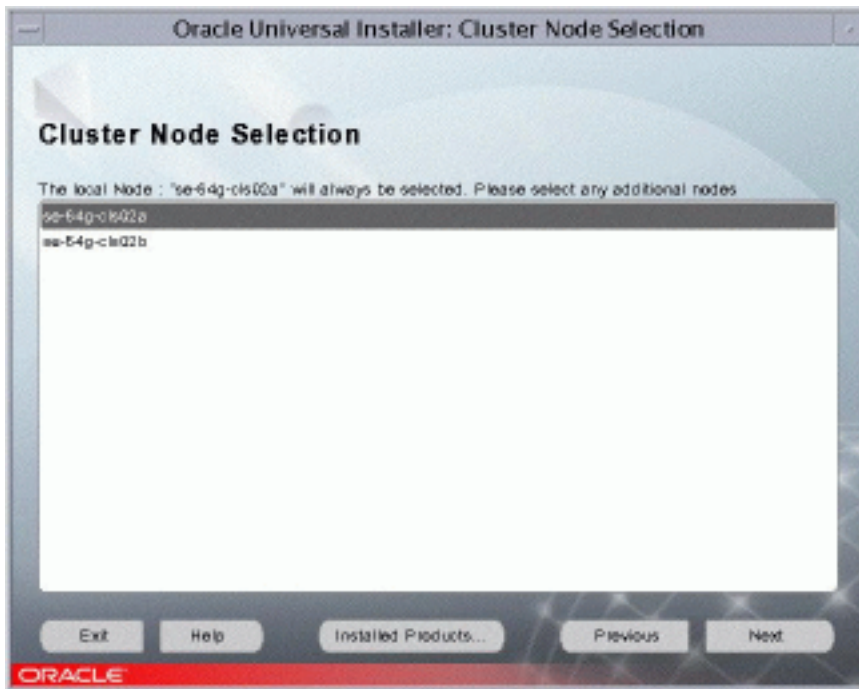 Oracle Universal Installer: Cluster Node Selection
Cluster Node Selection
The local Node : "se-64g-cls02a" will always be selected. Please select any additional nodes
se-64g-cls02a
se-64g-cls02b
Exit Help Installed Products... Previous Next
ORACLE